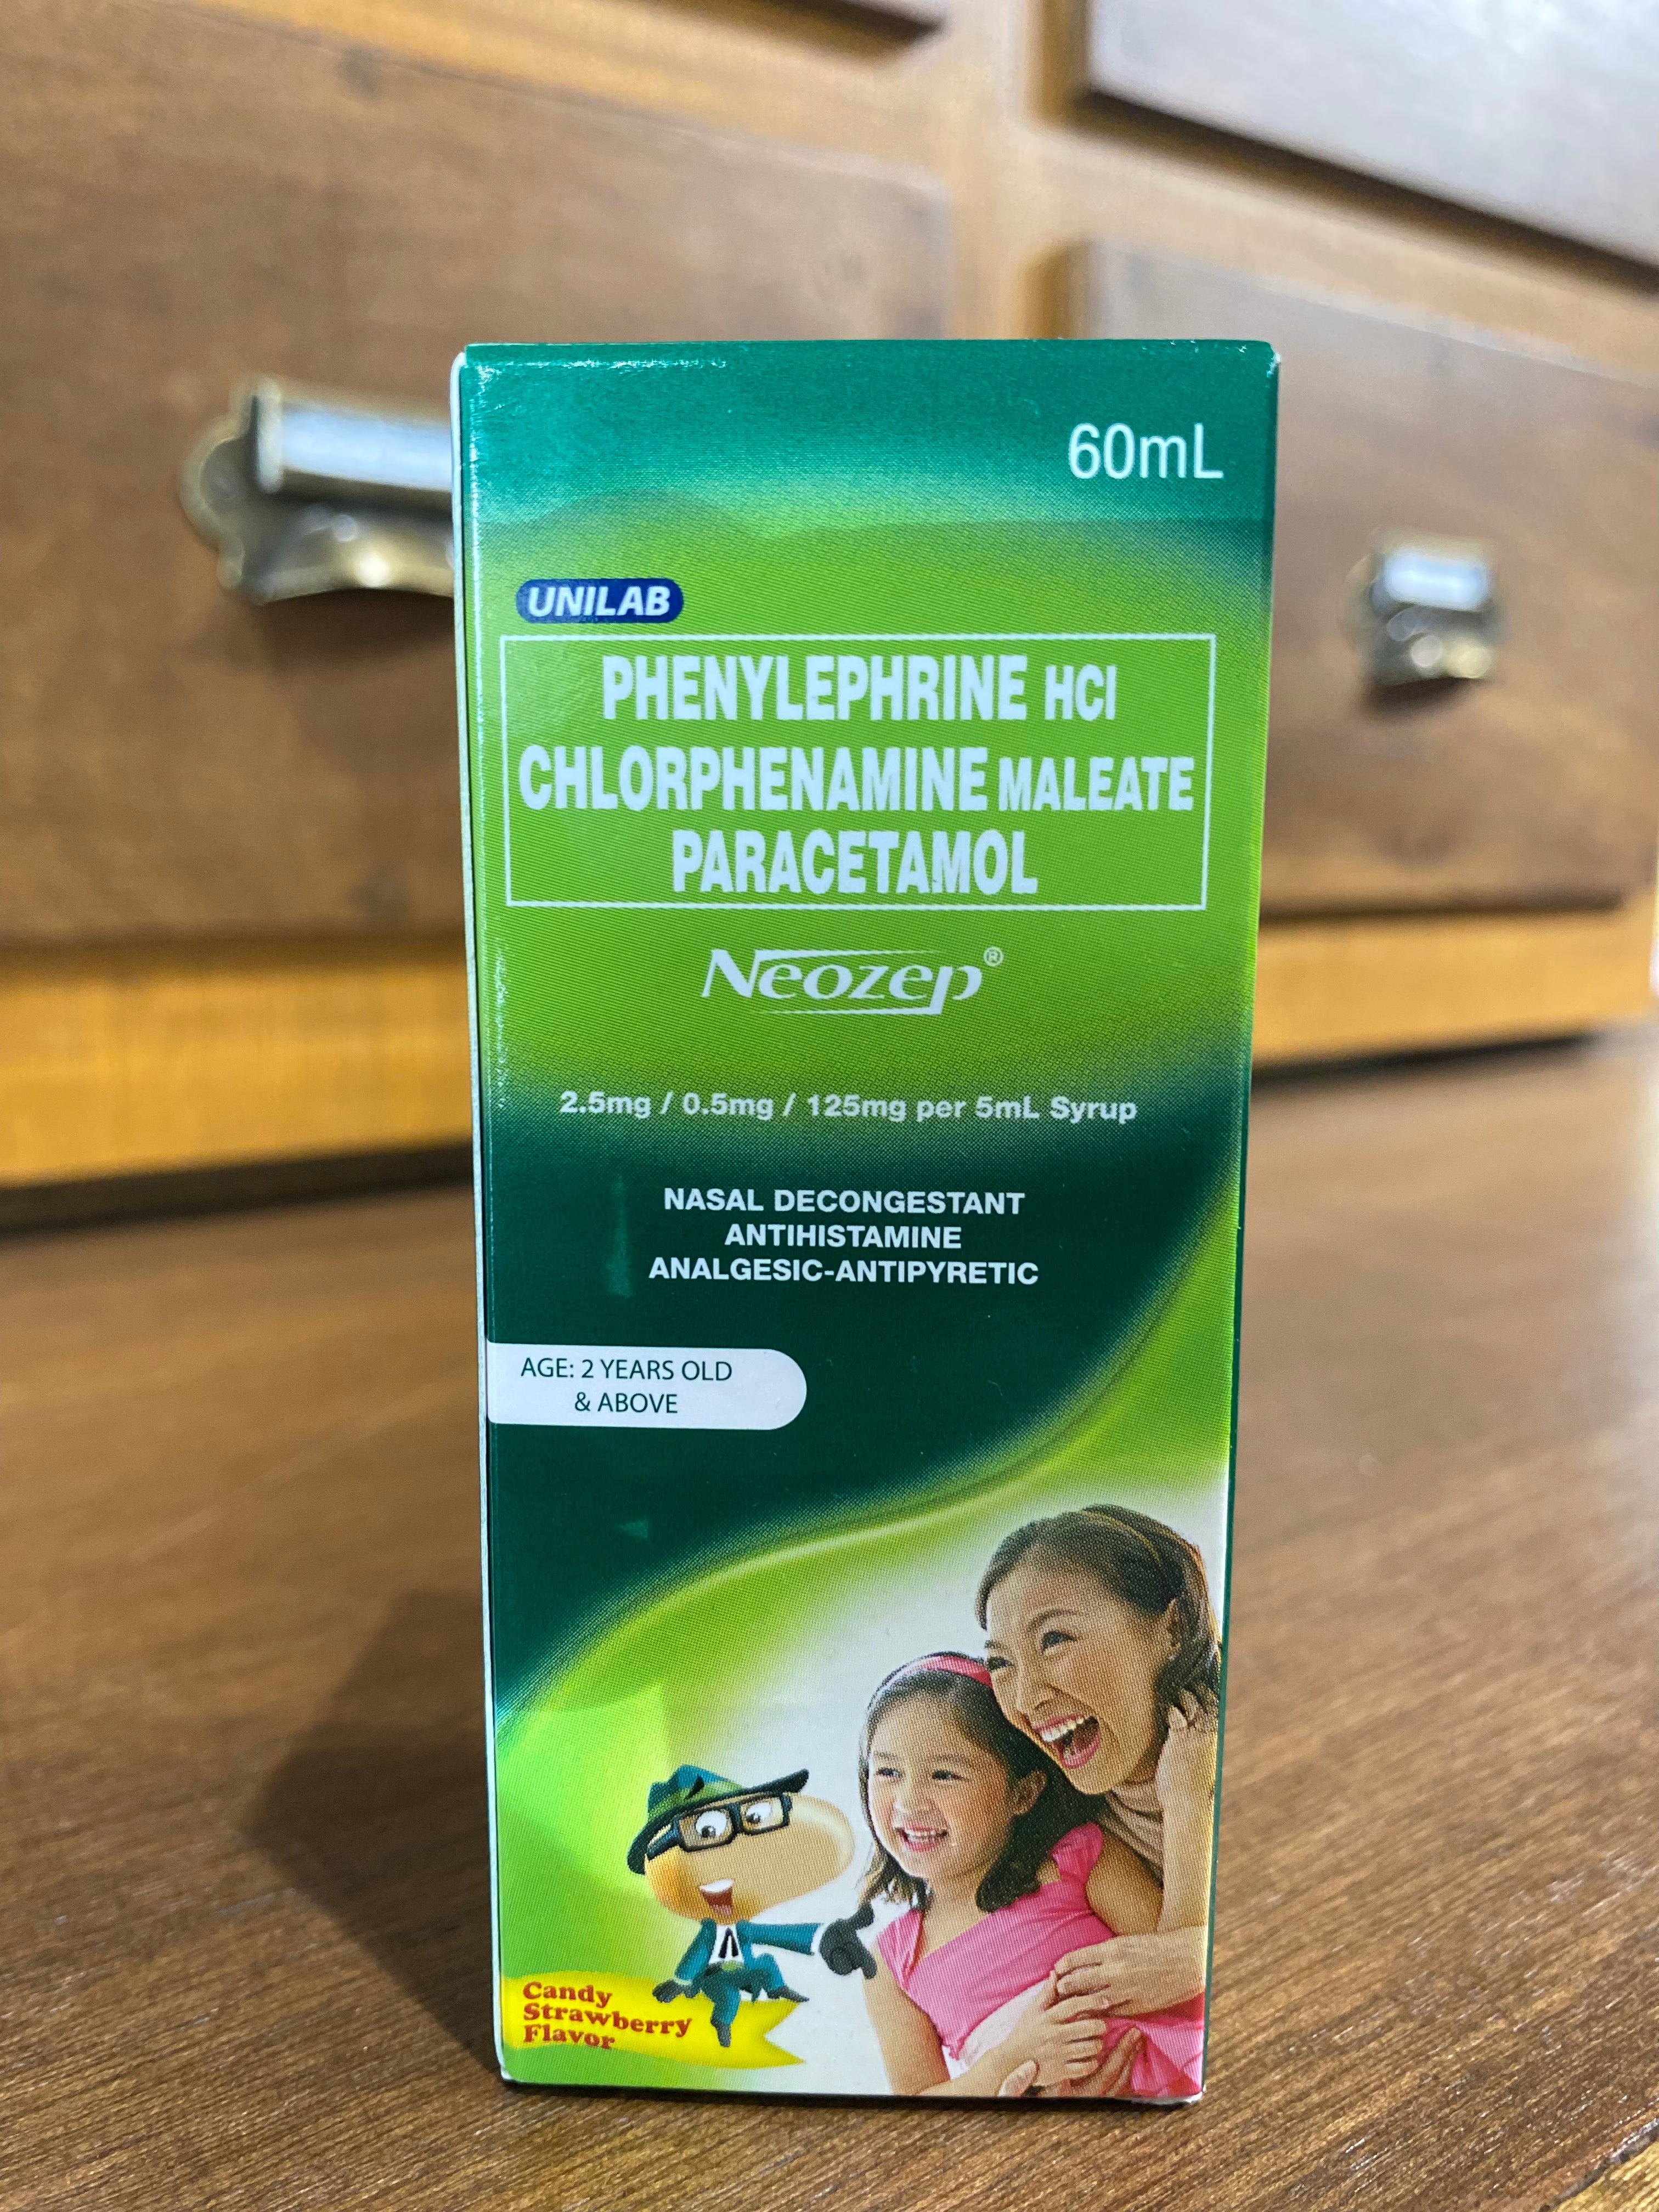 60mL
UNILAB
PHENYLEPHRINE HCl
CHLORPHENAMINE MALEATE
PARACETAMOL
Neozep®
2.5mg / 0.5mg / 125mg per 5mL Syrup
NASAL DECONGESTANT
ANTIHISTAMINE
ANALGESIC-ANTIPYRETIC
AGE: 2 YEARS OLD
& ABOVE
Candy
Strawberry
Flavor